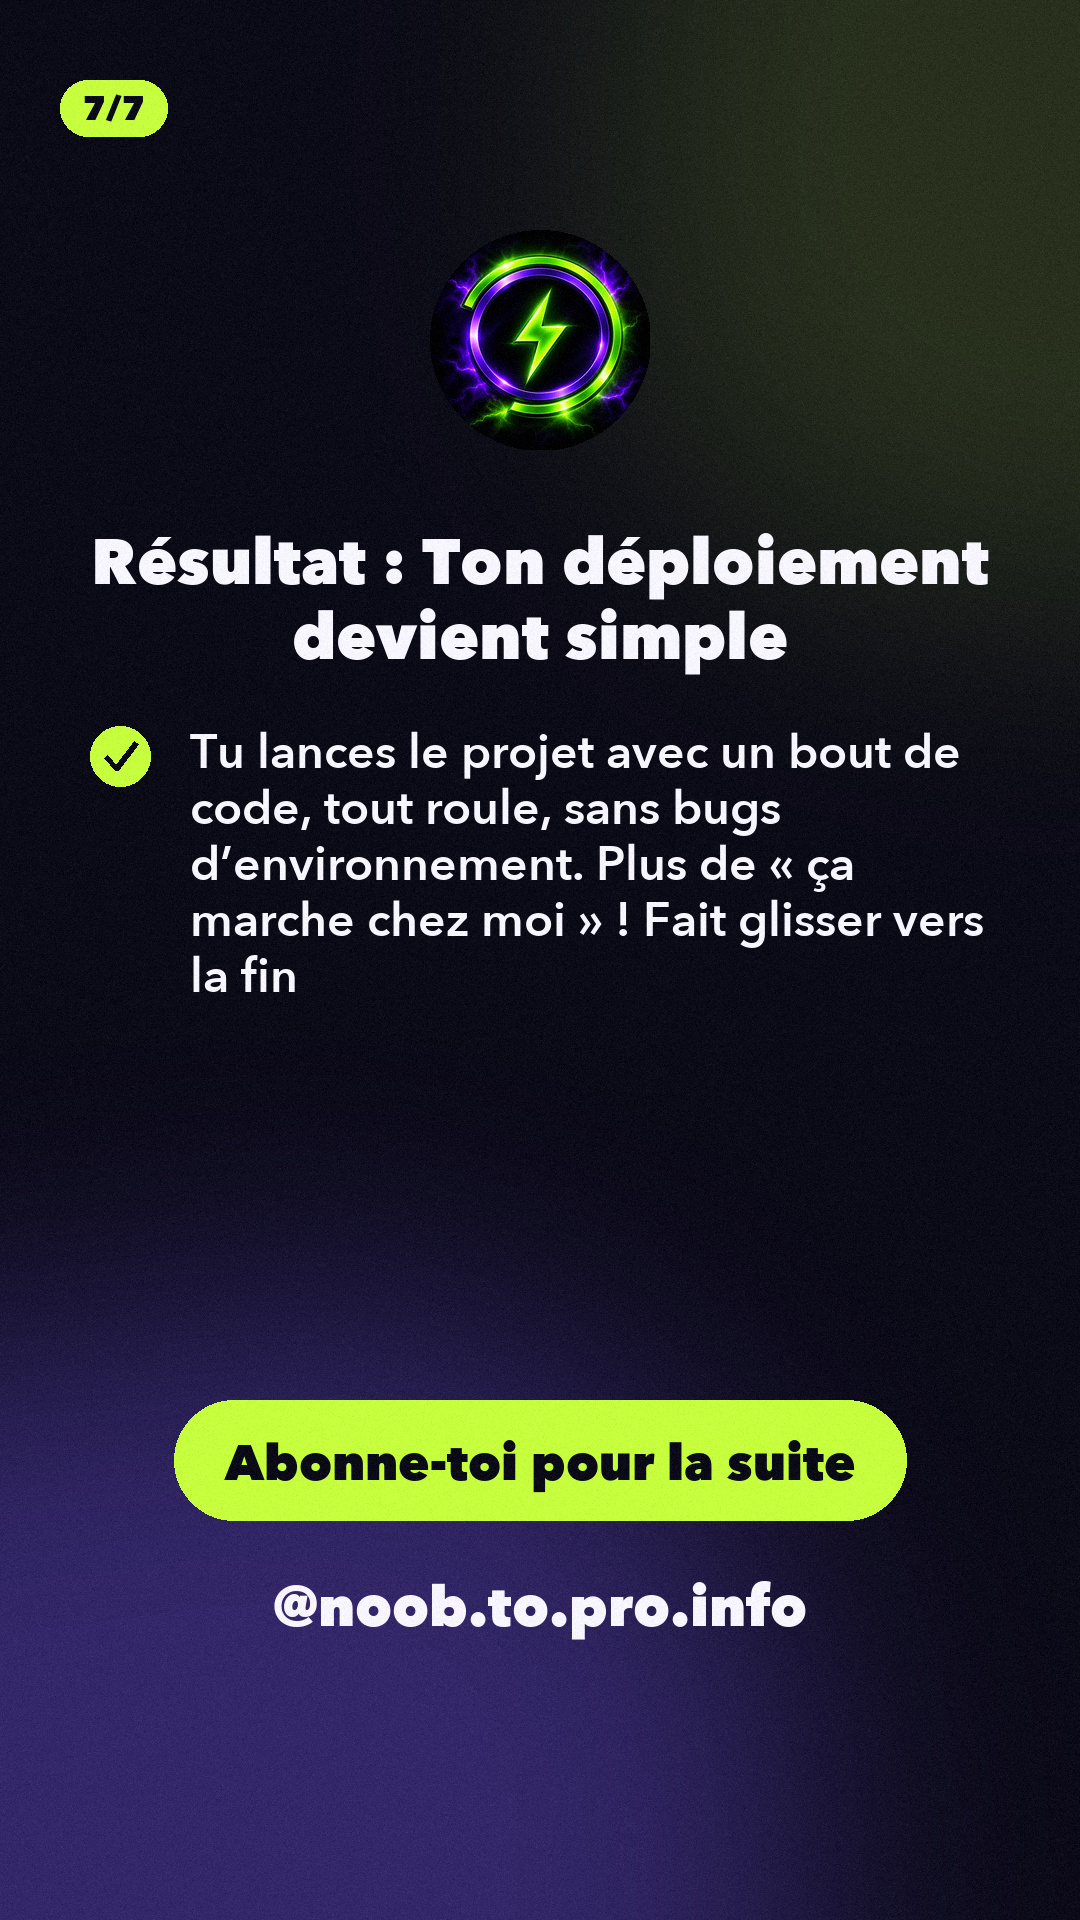 7/7
Résultat : Ton déploiement
devient simple
Tu lances le projet avec un bout de
code, tout roule, sans bugs
d’environnement. Plus de « ça
marche chez moi » ! Fait glisser vers
la fin
Abonne-toi pour la suite
@noob.to.pro.info